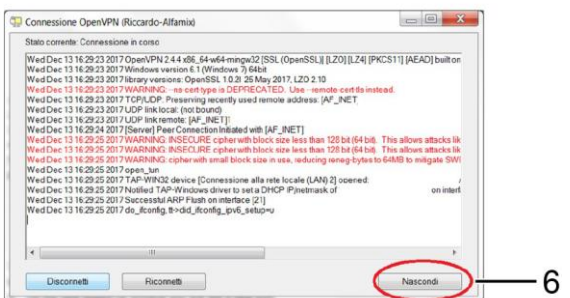 Connessione OpenVPN (Riccardo-Alfamix)
Stato corrente: Connessione in corso
Wed Dec 13 16:29:23 2017 OpenVPN 2.4.4 x86_64-w64-mingw32 [SSL (OpenSSL)] [LZO] [LZ4] [PKCS11] [AEAD] built on
Wed Dec 13 16:29:23 2017 Windows version 6.1 (Windows 7) 64bit
Wed Dec 13 16:29:23 2017 library versions: OpenSSL 1.0.2l 25 May 2017, LZO 2.10
Wed Dec 13 16:29:23 2017 WARNING: --ns-cert-type is DEPRECATED. Use --remote-cert-tls instead.
Wed Dec 13 16:29:23 2017 TCP/UDP: Preserving recently used remote address: [AF_INET
Wed Dec 13 16:29:23 2017 UDP link local: (not bound)
Wed Dec 13 16:29:23 2017 UDP link remote: [AF_INET]
Wed Dec 13 16:29:24 2017 [Server] Peer Connection Initiated with [AF_INET]
Wed Dec 13 16:29:25 2017 WARNING: INSECURE cipher with block size less than 128 bit (64 bit). This allows attacks lik
Wed Dec 13 16:29:25 2017 WARNING: INSECURE cipher with block size less than 128 bit (64 bit). This allows attacks lik
Wed Dec 13 16:29:25 2017 WARNING: cipher with small block size in use, reducing reneg-bytes to 64MB to mitigate SWE
Wed Dec 13 16:29:25 2017 open_tun
Wed Dec 13 16:29:25 2017 TAP-WIN32 device [Connessione alla rete locale (LAN) 2] opened:
Wed Dec 13 16:29:25 2017 Notified TAP-Windows driver to set a DHCP IP/netmask of on interf
Wed Dec 13 16:29:25 2017 Successful ARP Flush on interface [21]
Wed Dec 13 16:29:25 2017 do_ifconfig, tt->did_ifconfig_ipv6_setup=u
Disconnetti Riconnetti Nascondi
6